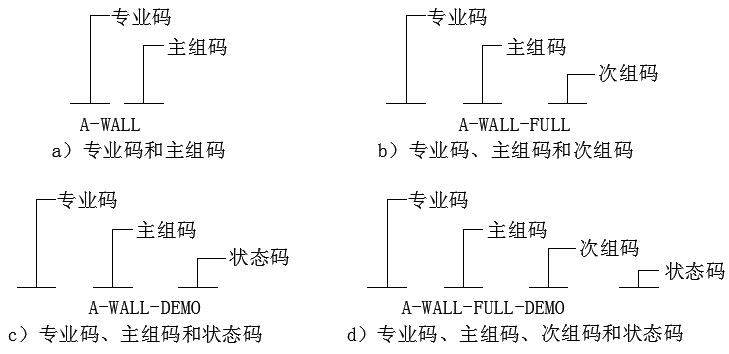 专业码
主组码
A-WALL
a）专业码和主组码
专业码
主组码
次组码
A-WALL-FULL
b）专业码、主组码和次组码
专业码
主组码
状态码
A-WALL-DEMO
c）专业码、主组码和状态码
专业码
主组码
次组码
状态码
A-WALL-FULL-DEMO
d）专业码、主组码、次组码和状态码